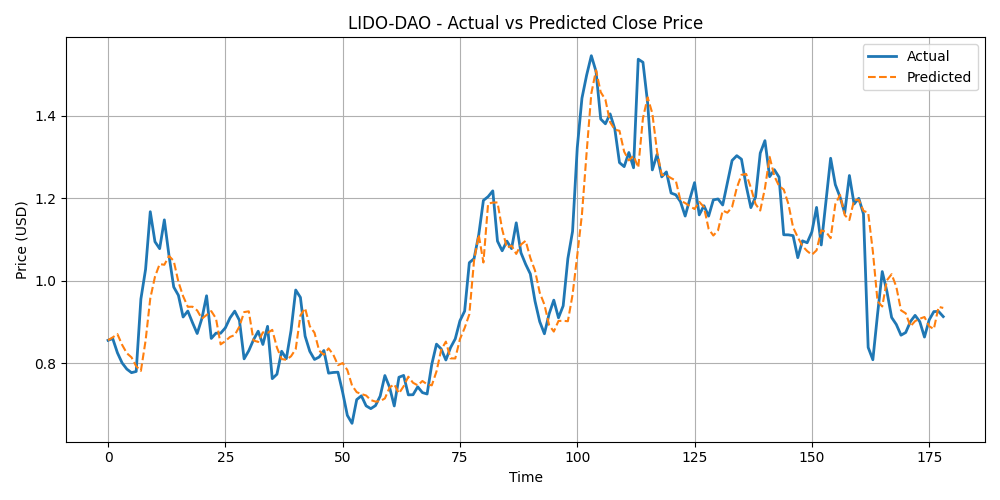 LIDO-DAO - Actual vs Predicted Close Price
Actual
Predicted
Price (USD)
1.4
1.2
1.0
0.8
0 25 50 75 100 125 150 175
Time